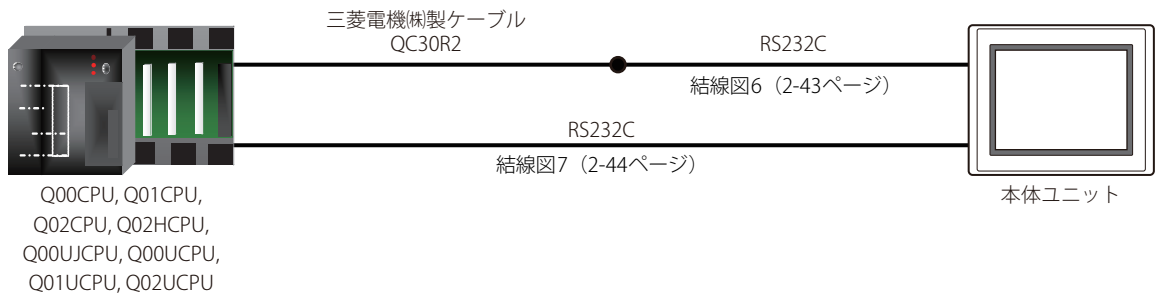 三菱電機㈱製ケーブル
QC30R2
RS232C
結線図6（2-43ページ）
RS232C
結線図7（2-44ページ）
Q00CPU, Q01CPU,
Q02CPU, Q02HCPU,
Q00UJCPU, Q00UCPU,
Q01UCPU, Q02UCPU
本体ユニット